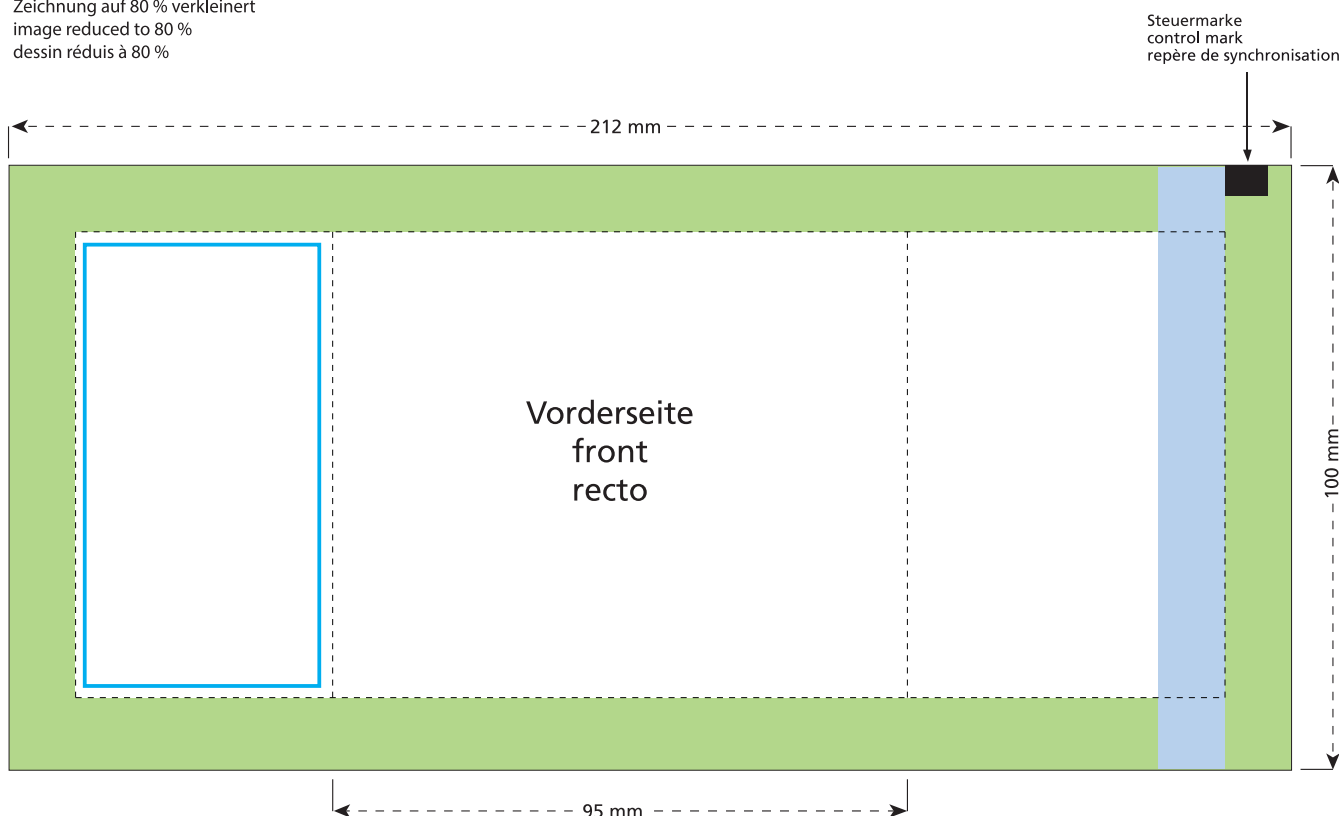 Zeichnung auf 80 % verkleinert
image reduced to 80 %
dessin réduis à 80 %
Steuermarke
control mark
repère de synchronisation
212 mm
Vorderseite
front
recto
100 mm
95 mm